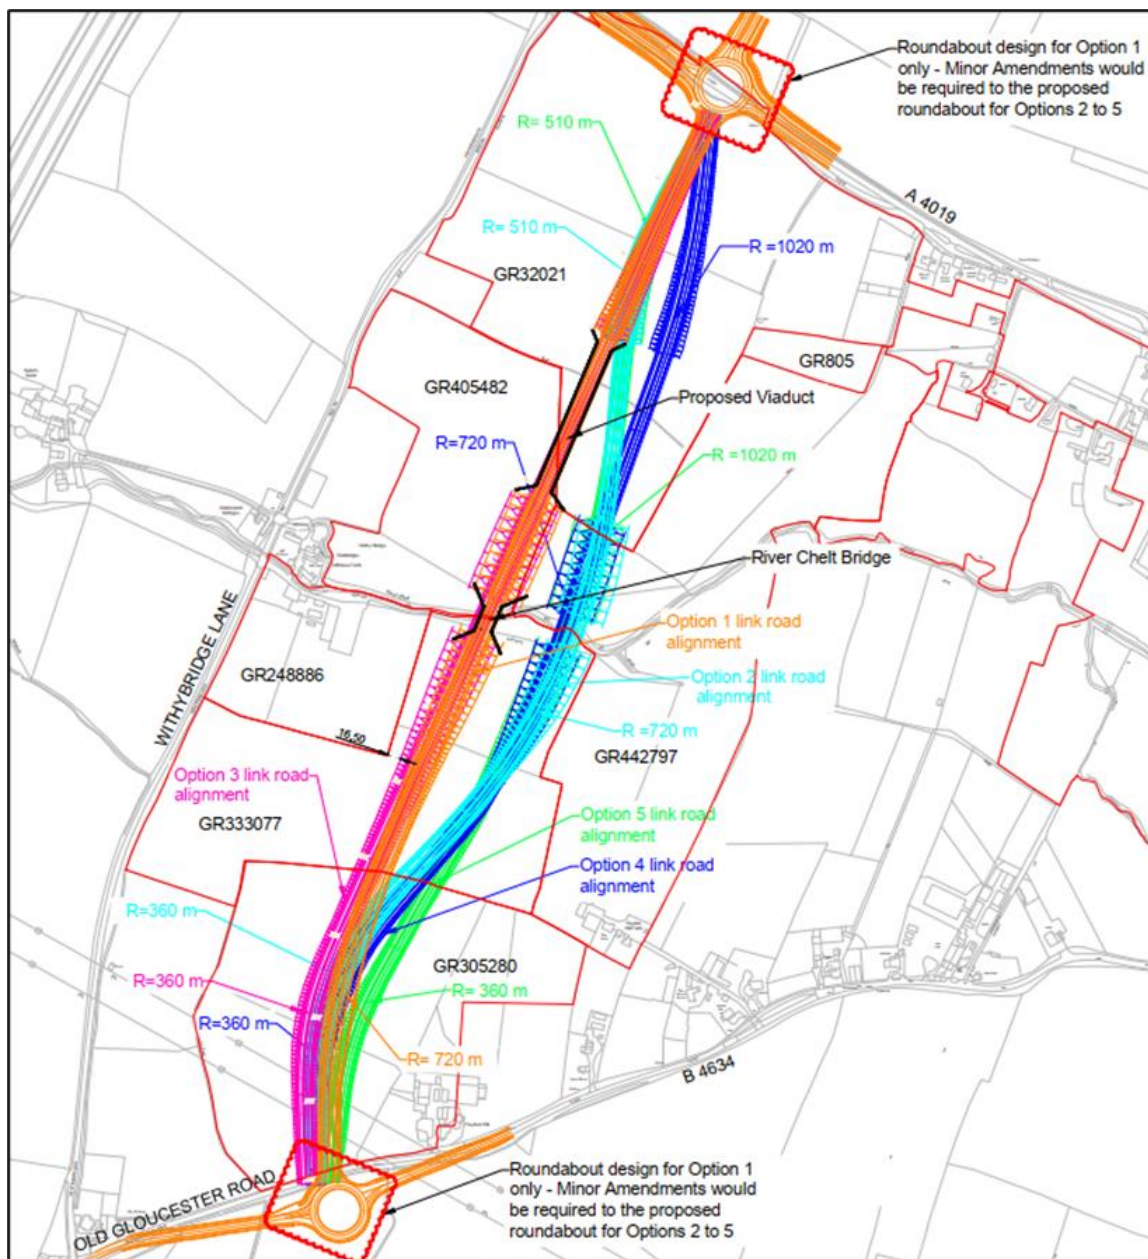 Roundabout design for Option 1
only - Minor Amendments would
be required to the proposed
roundabout for Options 2 to 5
R= 510 m
A 4019
R= 510 m
R =1020 m
GR32021
GR805
GR405482
Proposed Viaduct
R=720 m
R =1020 m
River Chelt Bridge
WITHYBRIDGE LANE
Option 1 link road
alignment
GR248886
Option 2 link road
alignment
R =720 m
16.50
GR442797
Option 3 link road
alignment
GR333077
Option 5 link road
alignment
Option 4 link road
alignment
R=360 m
GR305280
R=360 m
R= 360 m
R=360 m
R= 720 m
B 4634
OLD GLOUCESTER ROAD
Roundabout design for Option 1
only - Minor Amendments would
be required to the proposed
roundabout for Options 2 to 5